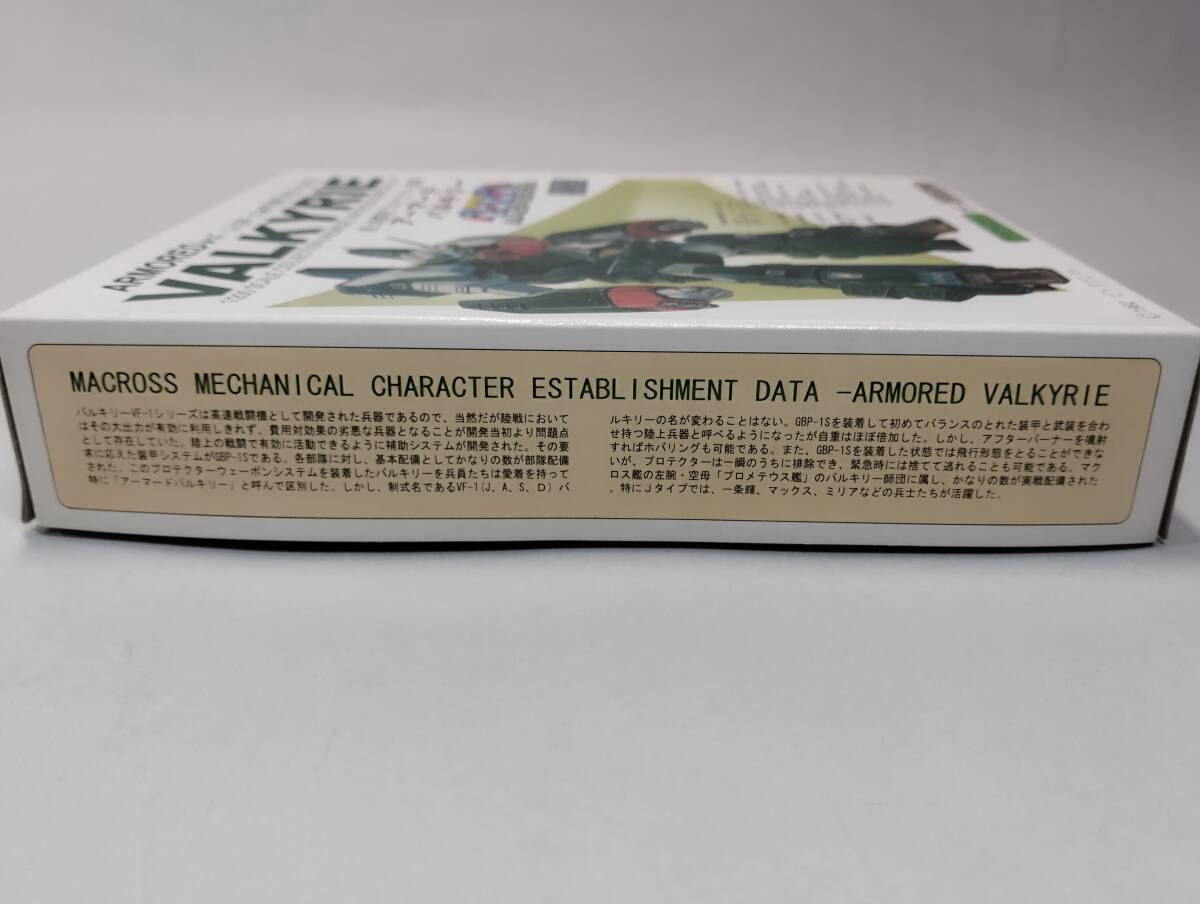 ARMORED
VALKYRIE
アーマード
バルキリー
MACROSS MECHANICAL CHARACTER ESTABLISHMENT DATA -ARMORED VALKYRIE
バルキリーVF-1シリーズは高速戦闘機として開発された兵器であるので、当然だが陸戦において
はその大出力が有効に利用しきれず、費用対効果の劣悪な兵器となることが開発当初より問題点
として存在していた。陸上の戦闘で有効に活動できるように補助システムが開発された。その要
求に応えた装甲システムがGBP-1Sである。各部隊に対し、基本配備としてかなりの数が部隊配備
された。このプロテクターウェーポンシステムを装着したバルキリーを兵員たちは愛着を持って
特に「アーマードバルキリー」と呼んで区別した。しかし、制式名であるVF-1(J、A、S、D)バ
ルキリーの名が変わることはない。GBP-1Sを装着して初めてバランスのとれた装甲と武装を合わ
せ持つ陸上兵器と呼べるようになったが自重はほぼ倍加した。しかし、アフターバーナーを噴射
すればホバリングも可能である。また、GBP-1Sを装着した状態では飛行形態をとることができな
いが、プロテクターは一瞬のうちに排除でき、緊急時には捨てて逃れることも可能である。マク
ロス艦の左腕・空母「プロメテウス艦」のバルキリー師団に属し、かなりの数が実戦配備された
。特にJタイプでは、一条輝、マックス、ミリアなどの兵士たちが活躍した。